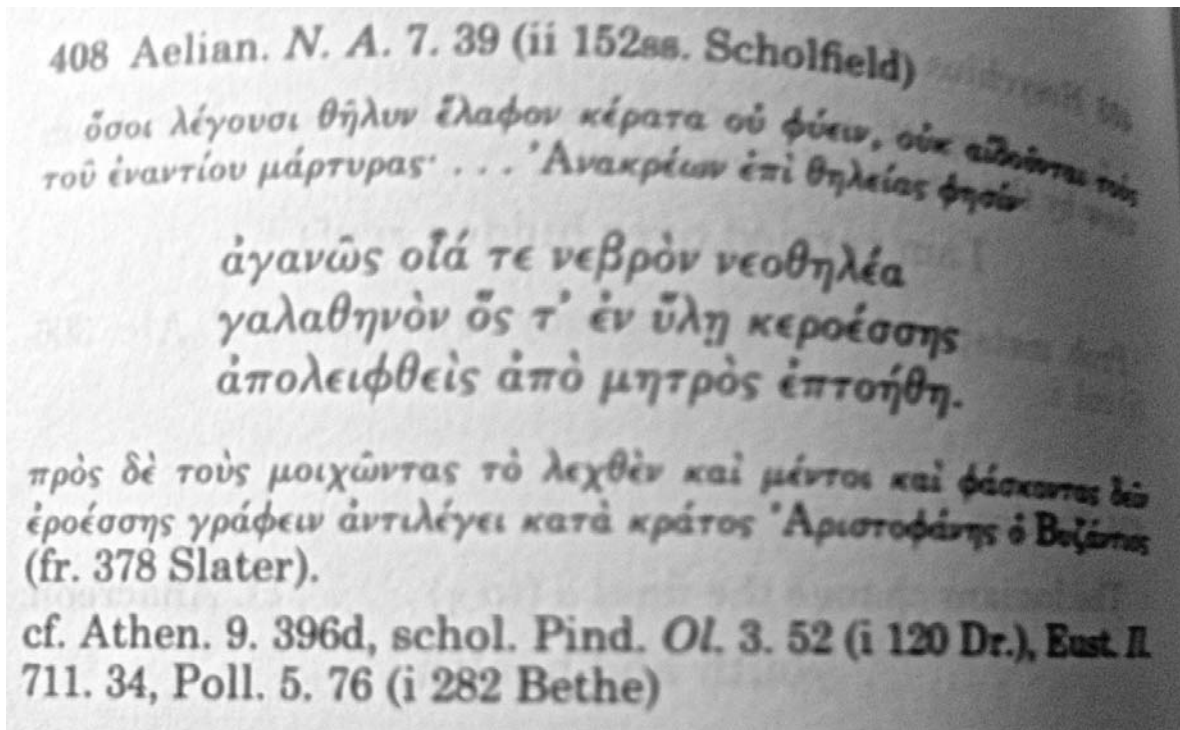 408 Aelian. N. A. 7. 39 (ii 152ss. Scholfield)
ὅσοι λέγουσι θῆλυν ἔλαφον κέρατα οὐ φύειν, οὐκ αἰδοῦνται τοὺς
τοῦ ἐναντίου μάρτυρας· . . . Ἀνακρέων ἐπὶ θηλείας φησίν
ἀγανῶς οἷά τε νεβρὸν νεοθηλέα
γαλαθηνὸν ὅς τ' ἐν ὕλῃ κεροέσσης
ἀπολειφθεὶς ἀπὸ μητρὸς ἐπτοήθη.
πρὸς δὲ τοὺς μοιχῶντας τὸ λεχθὲν καὶ μέντοι καὶ φάσκοντας δεῖν
ἐροέσσης γράφειν ἀντιλέγει κατὰ κράτος Ἀριστοφάνης ὁ Βυζάντιος
(fr. 378 Slater).
cf. Athen. 9. 396d, schol. Pind. Ol. 3. 52 (i 120 Dr.), Eust. Il.
711. 34, Poll. 5. 76 (i 282 Bethe)